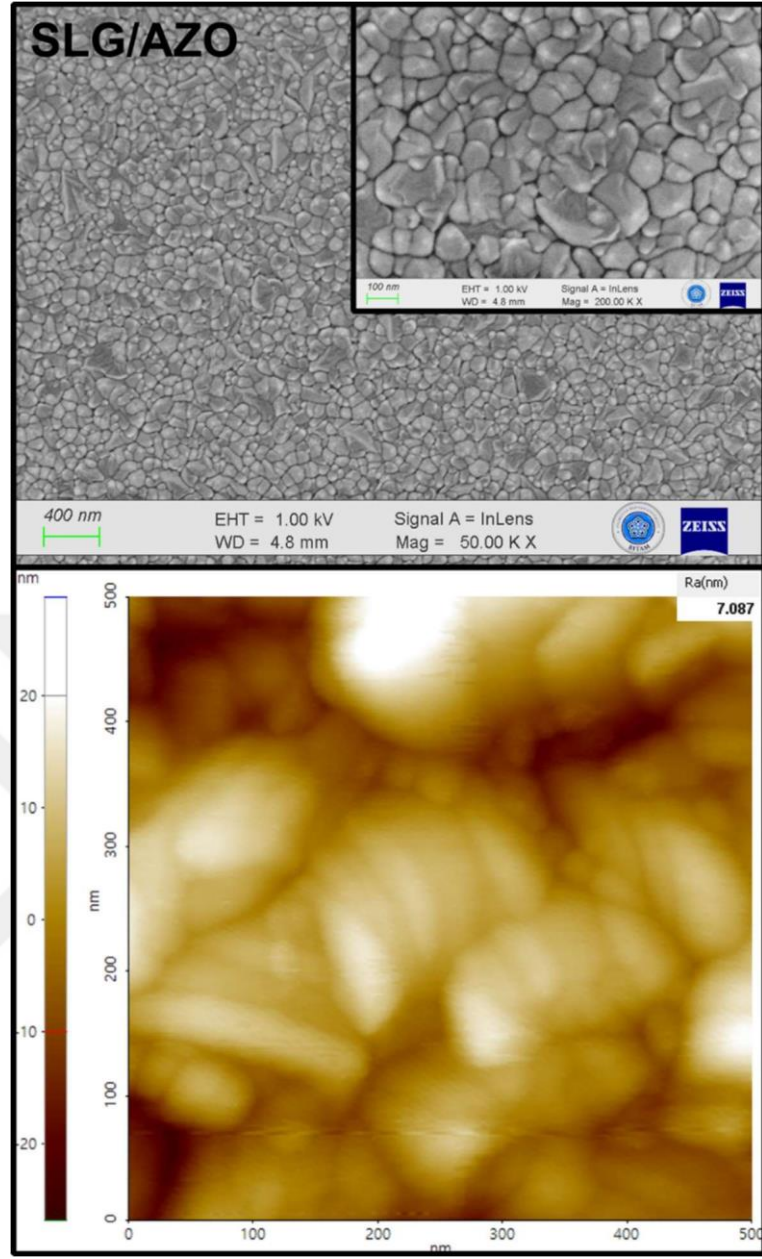 SLG/AZO
100 nm
EHT = 1.00 kV
WD = 4.8 mm
Signal A = InLens
Mag = 200.00 K X
ZEISS
400 nm
EHT = 1.00 kV
WD = 4.8 mm
Signal A = InLens
Mag = 50.00 K X
ZEISS
nm
20
10
0
-10
-20
Ra(nm)
7.087
500
400
300
200
100
0
nm
0 100 200 300 400 500
nm